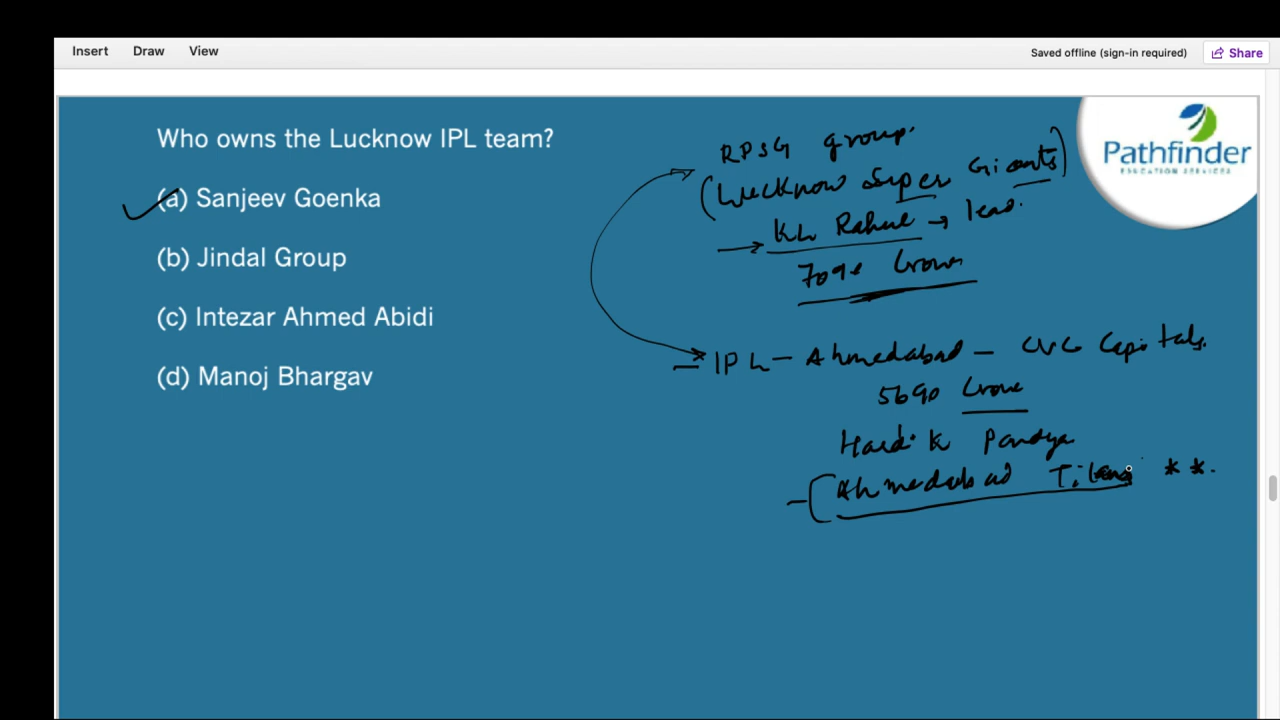 Insert Draw View Saved offline (sign-in required) Share
Who owns the Lucknow IPL team?
(a) Sanjeev Goenka
(b) Jindal Group
(c) Intezar Ahmed Abidi
(d) Manoj Bhargav
Pathfinder
EDUCATION SERVICES
RPSG group.
(Lucknow Super Giants)
KL Rahul → lead.
7090 Crore
IPL - Ahmedabad - CVC Capitals.
5690 Crore
Hardik Pandya
Ahmedabad **.